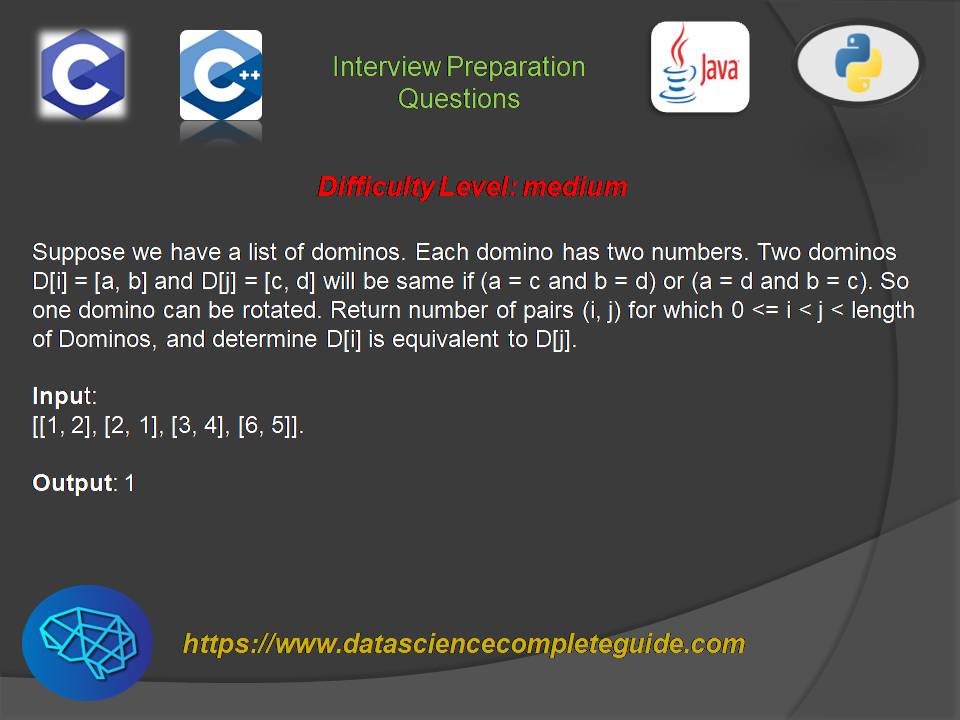 C
C++
Interview Preparation
Questions
Java
Difficulty Level: medium
Suppose we have a list of dominos. Each domino has two numbers. Two dominos
D[i] = [a, b] and D[j] = [c, d] will be same if (a = c and b = d) or (a = d and b = c). So
one domino can be rotated. Return number of pairs (i, j) for which 0 <= i < j < length
of Dominos, and determine D[i] is equivalent to D[j].
Input:
[[1, 2], [2, 1], [3, 4], [6, 5]].
Output: 1
https://www.datasciencecompleteguide.com